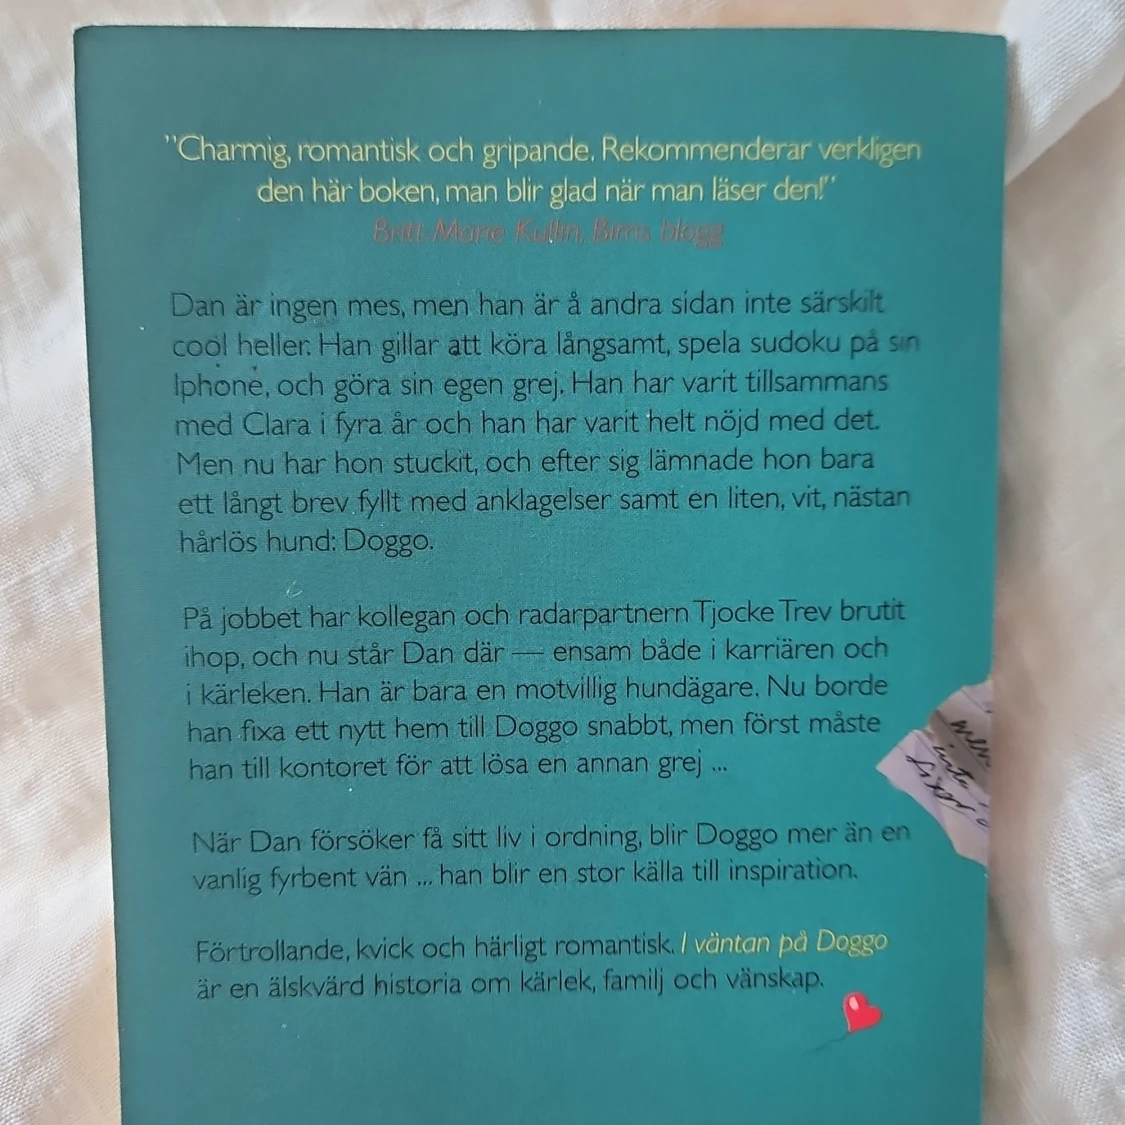 "Charmig, romantisk och gripande. Rekommenderar verkligen
den här boken, man blir glad när man läser den!"
Britt-Marie Kullin, Bims blogg
Dan är ingen mes, men han är å andra sidan inte särskilt
cool heller. Han gillar att köra långsamt, spela sudoku på sin
Iphone, och göra sin egen grej. Han har varit tillsammans
med Clara i fyra år och han har varit helt nöjd med det.
Men nu har hon stuckit, och efter sig lämnade hon bara
ett långt brev fyllt med anklagelser samt en liten, vit, nästan
hårlös hund: Doggo.
På jobbet har kollegan och radarpartnern Tjocke Trev brutit
ihop, och nu står Dan där — ensam både i karriären och
i kärleken. Han är bara en motvillig hundägare. Nu borde
han fixa ett nytt hem till Doggo snabbt, men först måste
han till kontoret för att lösa en annan grej ...
När Dan försöker få sitt liv i ordning, blir Doggo mer än en
vanlig fyrbent vän ... han blir en stor källa till inspiration.
Förtrollande, kvick och härligt romantisk. I väntan på Doggo
är en älskvärd historia om kärlek, familj och vänskap.
men
inte